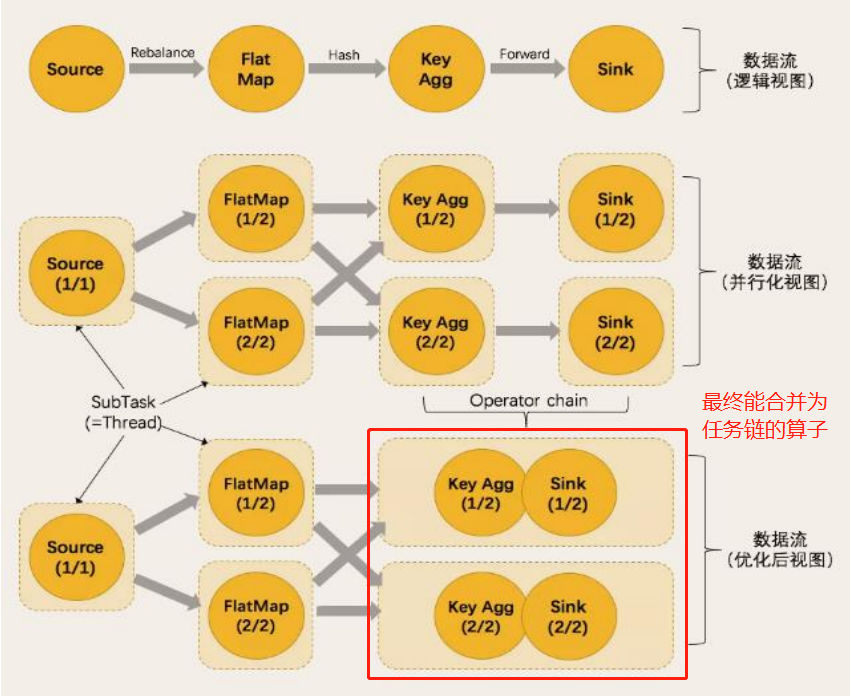 Source
Rebalance
Flat
Map
Hash
Key
Agg
Forward
Sink
数据流
(逻辑视图)
Source
(1/1)
FlatMap
(1/2)
Key Agg
(1/2)
Sink
(1/2)
FlatMap
(2/2)
Key Agg
(2/2)
Sink
(2/2)
数据流
(并行化视图)
SubTask
(=Thread)
Operator chain
最终能合并为
任务链的算子
Source
(1/1)
FlatMap
(1/2)
Key Agg
(1/2)
Sink
(1/2)
FlatMap
(2/2)
Key Agg
(2/2)
Sink
(2/2)
数据流
(优化后视图)